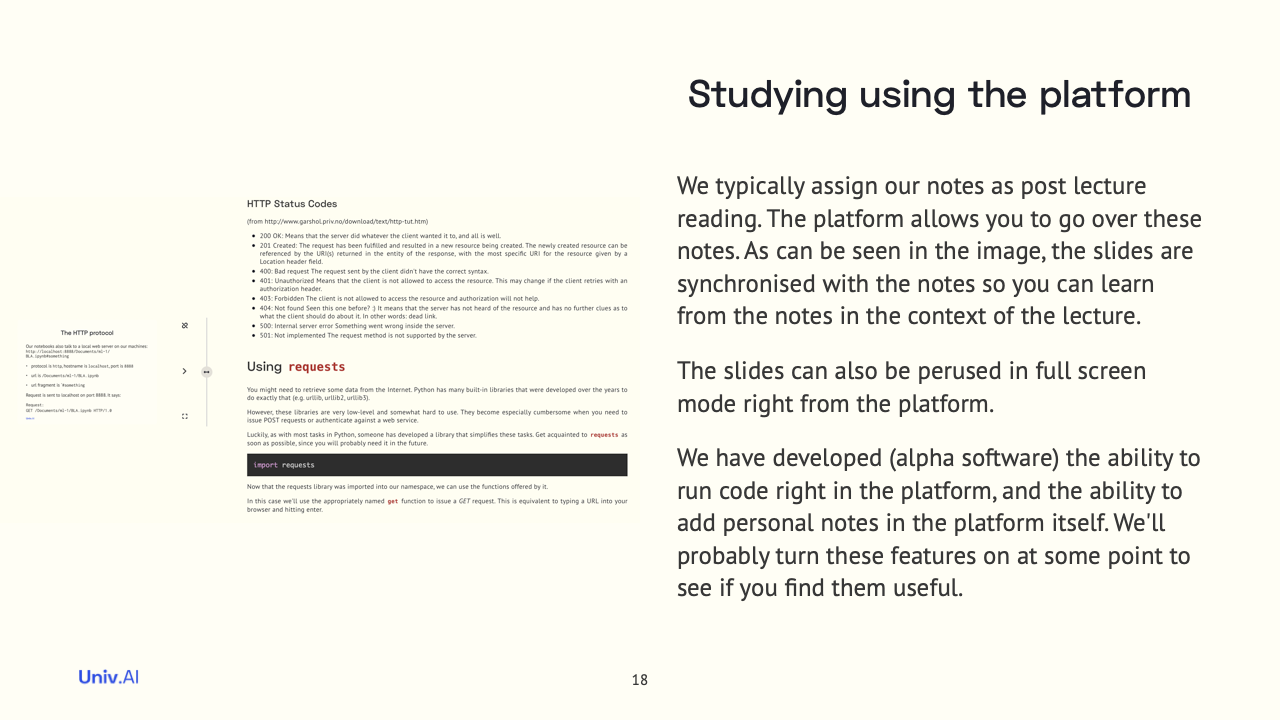 Studying using the platform
We typically assign our notes as post lecture
reading. The platform allows you to go over these
notes. As can be seen in the image, the slides are
synchronised with the notes so you can learn
from the notes in the context of the lecture.
The slides can also be perused in full screen
mode right from the platform.
We have developed (alpha software) the ability to
run code right in the platform, and the ability to
add personal notes in the platform itself. We'll
probably turn these features on at some point to
see if you find them useful.
The HTTP protocol
Our notebooks also talk to a local web server on our machines:
http://localhost:8888/Documents/ml-1/
BLA.ipynb#something
• protocol is http, hostname is localhost, port is 8888
• url is /Documents/ml-1/BLA.ipynb
• url fragment is #something
Request is sent to localhost on port 8888. It says:
Request:
GET /Documents/ml-1/BLA.ipynb HTTP/1.0
HTTP Status Codes
(from http://www.garshol.priv.no/download/text/http-tut.html)
• 200 OK: Means that the server did whatever the client wanted it to, and all is well.
• 201 Created: The request has been fulfilled and resulted in a new resource being created. The newly created resource can be
referenced by the URI(s) returned in the entity of the response, with the most specific URI for the resource given by a
Location header field.
• 400: Bad request The request sent by the client didn't have the correct syntax.
• 401: Unauthorized Means that the client is not allowed to access the resource. This may change if the client retries with an
authorization header.
• 403: Forbidden The client is not allowed to access the resource and authorization will not help.
• 404: Not found Seen this one before? :) It means that the server has not heard of the resource and has no further clues as to
what the client should do about it. In other words: dead link.
• 500: Internal server error Something went wrong inside the server.
• 501: Not implemented The request method is not supported by the server.
Using requests
You might need to retrieve some data from the Internet. Python has many built-in libraries that were developed over the years to
do exactly that (e.g. urllib, urllib2, urllib3).
However, these libraries are very low-level and somewhat hard to use. They become especially cumbersome when you need to
issue POST requests or authenticate against a web service.
Luckily, as with most tasks in Python, someone has developed a library that simplifies these tasks. Get acquainted to requests as
soon as possible, since you will probably need it in the future.
import requests
Now that the requests library was imported into our namespace, we can use the functions offered by it.
In this case we'll use the appropriately named get function to issue a GET request. This is equivalent to typing a URL into your
browser and hitting enter.
Univ.AI
18